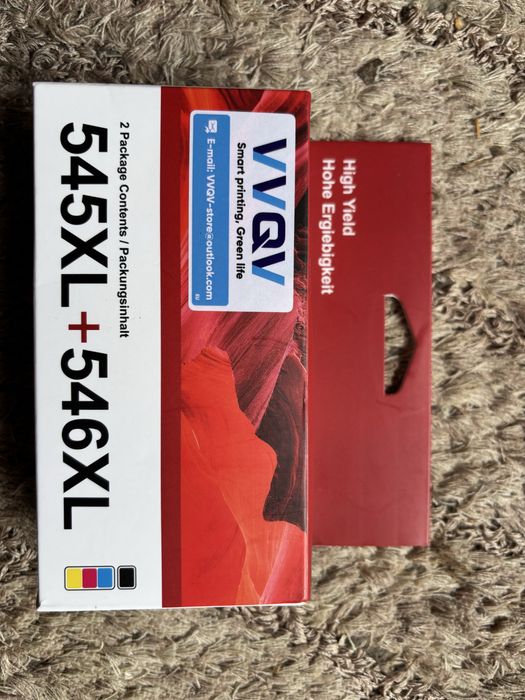 High Yield
Hohe Ergiebigkeit
VVQV
Smart printing, Green life
E-mail: VVQV-store@outlook.com
EU
2 Package Contents / Packungsinhalt
545XL+546XL